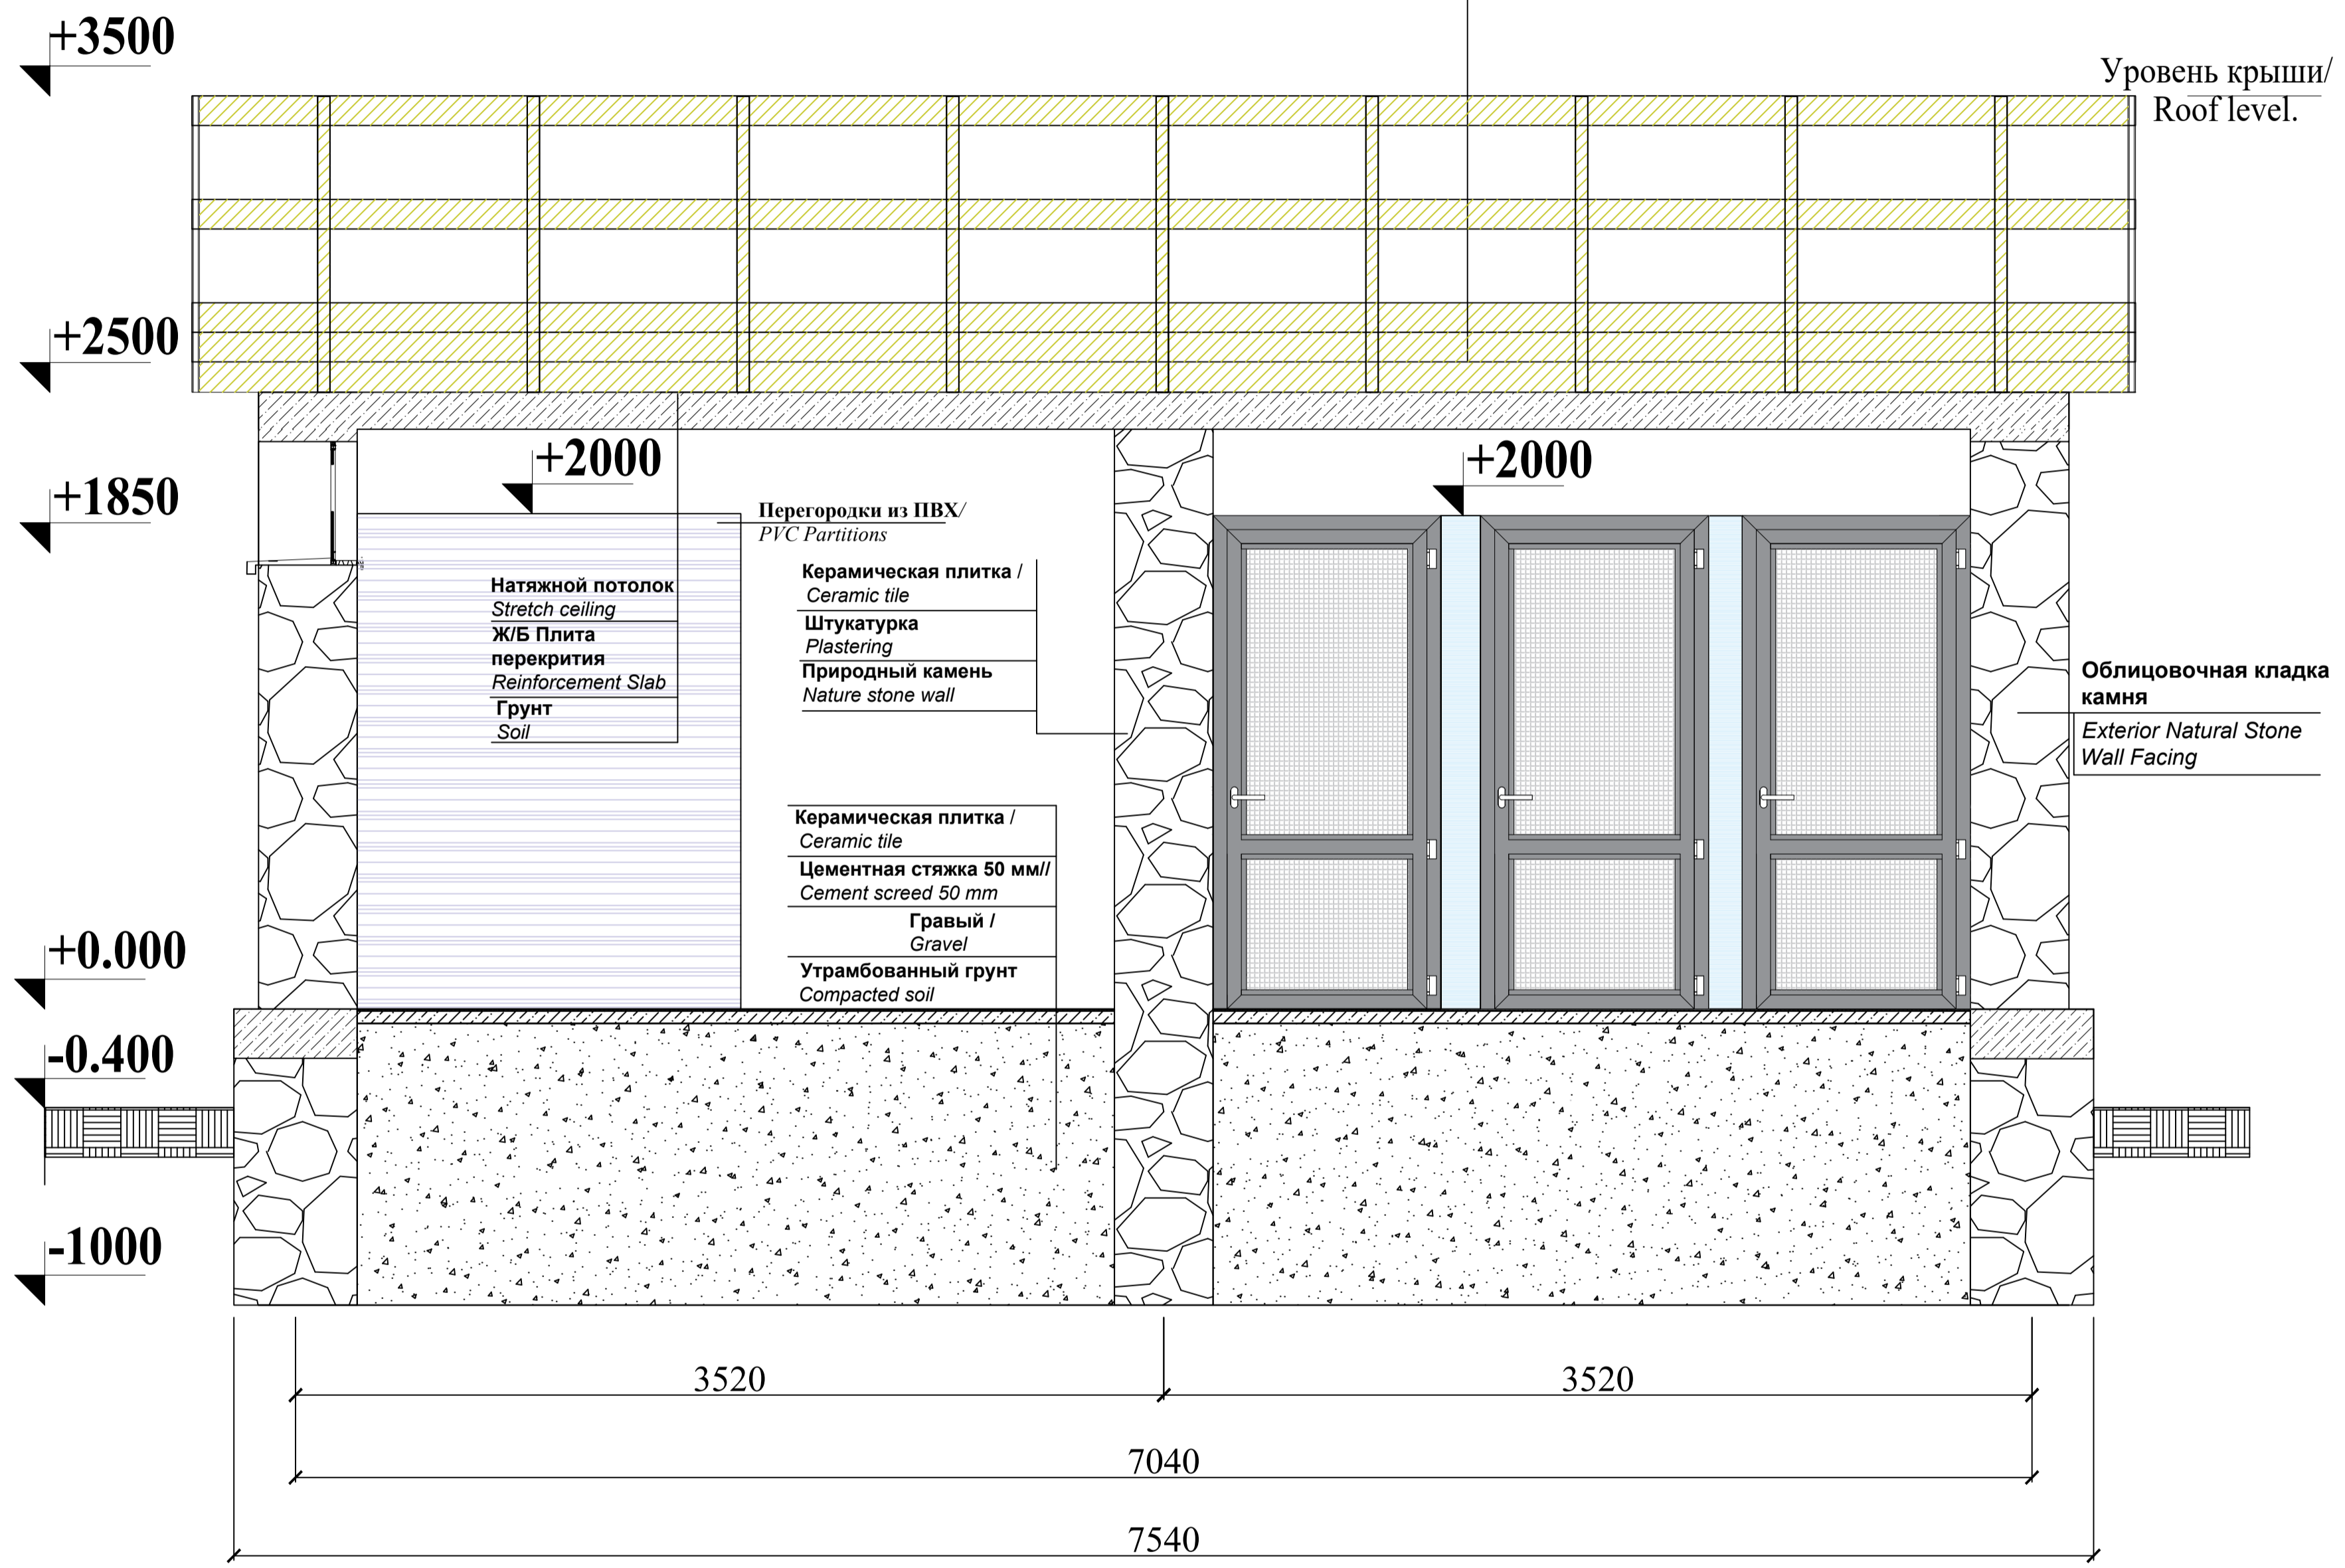 +3500
Уровень крыши/
Roof level.
+2500
+1850
+2000
+2000
Перегородки из ПВХ/
PVC Partitions
Натяжной потолок
Stretch ceiling
Ж/Б Плита
перекрития
Reinforcement Slab
Грунт
Soil
Керамическая плитка /
Ceramic tile
Штукатурка
Plastering
Природный камень
Nature stone wall
Облицовочная кладка
камня
Exterior Natural Stone
Wall Facing
Керамическая плитка /
Ceramic tile
Цементная стяжка 50 мм//
Cement screed 50 mm
Гравый /
Gravel
Утрамбованный грунт
Compacted soil
+0.000
-0.400
-1000
3520
3520
7040
7540